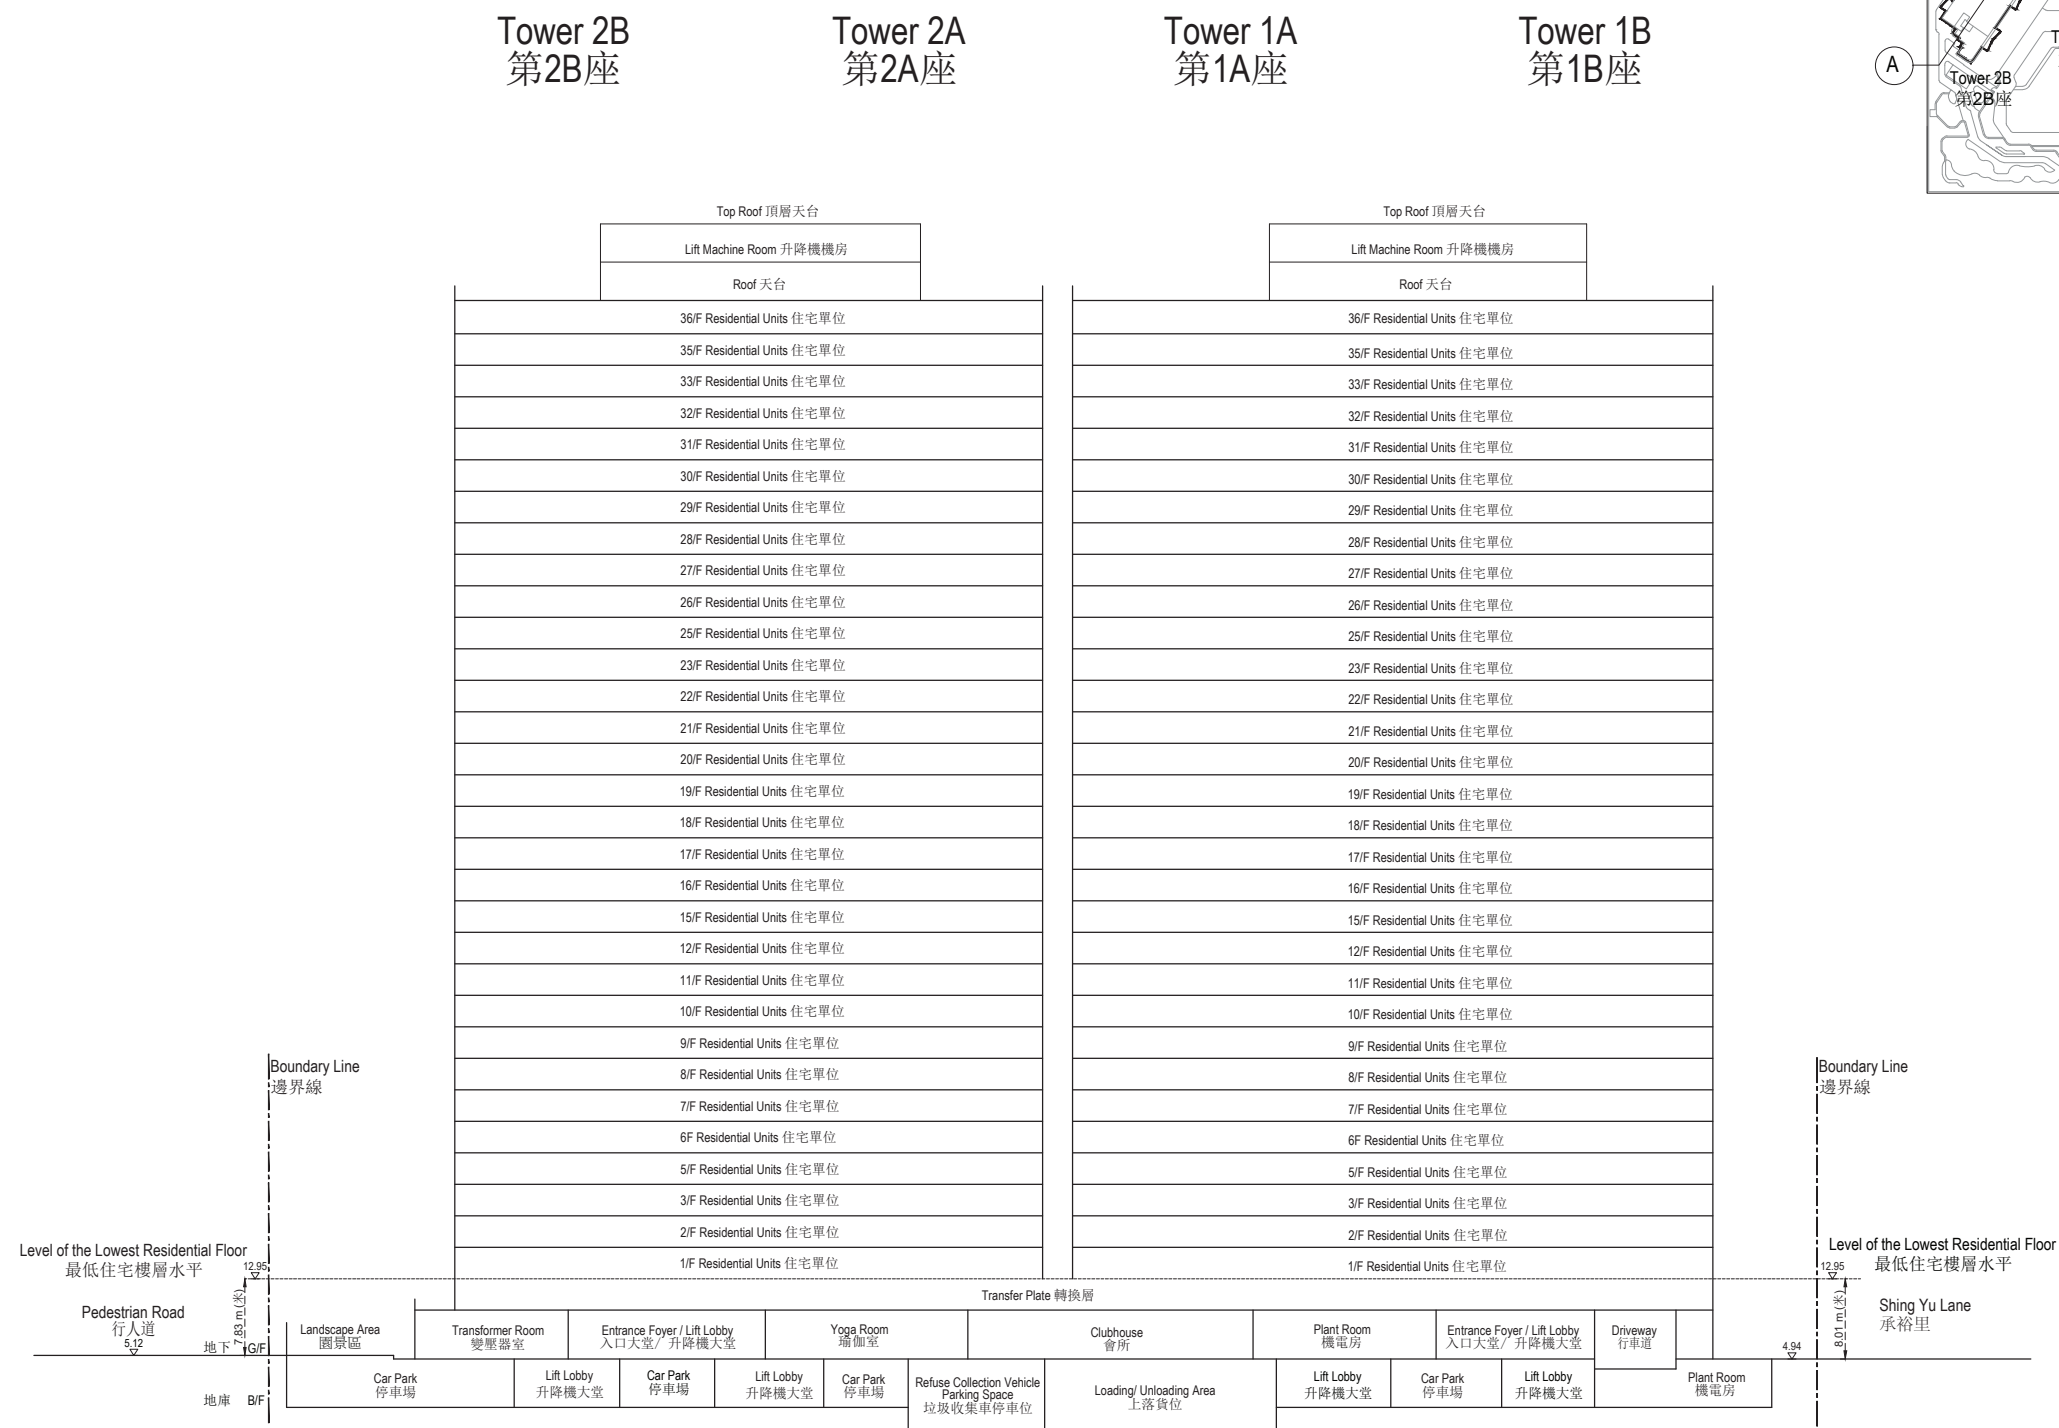 Tower 2B
第2B座
Tower 2A
第2A座
Tower 1A
第1A座
Tower 1B
第1B座
A
T
Tower 2B
第2B座
Top Roof 頂層天台
Lift Machine Room 升降機機房
Roof 天台
36/F Residential Units 住宅單位
35/F Residential Units 住宅單位
33/F Residential Units 住宅單位
32/F Residential Units 住宅單位
31/F Residential Units 住宅單位
30/F Residential Units 住宅單位
29/F Residential Units 住宅單位
28/F Residential Units 住宅單位
27/F Residential Units 住宅單位
26/F Residential Units 住宅單位
25/F Residential Units 住宅單位
23/F Residential Units 住宅單位
22/F Residential Units 住宅單位
21/F Residential Units 住宅單位
20/F Residential Units 住宅單位
19/F Residential Units 住宅單位
18/F Residential Units 住宅單位
17/F Residential Units 住宅單位
16/F Residential Units 住宅單位
15/F Residential Units 住宅單位
12/F Residential Units 住宅單位
11/F Residential Units 住宅單位
10/F Residential Units 住宅單位
9/F Residential Units 住宅單位
8/F Residential Units 住宅單位
7/F Residential Units 住宅單位
6F Residential Units 住宅單位
5/F Residential Units 住宅單位
3/F Residential Units 住宅單位
2/F Residential Units 住宅單位
1/F Residential Units 住宅單位
Top Roof 頂層天台
Lift Machine Room 升降機機房
Roof 天台
36/F Residential Units 住宅單位
35/F Residential Units 住宅單位
33/F Residential Units 住宅單位
32/F Residential Units 住宅單位
31/F Residential Units 住宅單位
30/F Residential Units 住宅單位
29/F Residential Units 住宅單位
28/F Residential Units 住宅單位
27/F Residential Units 住宅單位
26/F Residential Units 住宅單位
25/F Residential Units 住宅單位
23/F Residential Units 住宅單位
22/F Residential Units 住宅單位
21/F Residential Units 住宅單位
20/F Residential Units 住宅單位
19/F Residential Units 住宅單位
18/F Residential Units 住宅單位
17/F Residential Units 住宅單位
16/F Residential Units 住宅單位
15/F Residential Units 住宅單位
12/F Residential Units 住宅單位
11/F Residential Units 住宅單位
10/F Residential Units 住宅單位
9/F Residential Units 住宅單位
8/F Residential Units 住宅單位
7/F Residential Units 住宅單位
6F Residential Units 住宅單位
5/F Residential Units 住宅單位
3/F Residential Units 住宅單位
2/F Residential Units 住宅單位
1/F Residential Units 住宅單位
Boundary Line
邊界線
Boundary Line
邊界線
Level of the Lowest Residential Floor
最低住宅樓層水平
12.95
7.83 m (米)
Pedestrian Road
行人道
5.12
地下 G/F
地庫 B/F
Level of the Lowest Residential Floor
最低住宅樓層水平
12.95
8.01 m (米)
Shing Yu Lane
承裕里
4.94
Transfer Plate 轉換層
Landscape Area
園景區
Transformer Room
變壓器室
Entrance Foyer / Lift Lobby
入口大堂/ 升降機大堂
Yoga Room
瑜伽室
Clubhouse
會所
Plant Room
機電房
Entrance Foyer / Lift Lobby
入口大堂/ 升降機大堂
Driveway
行車道
Car Park
停車場
Lift Lobby
升降機大堂
Car Park
停車場
Lift Lobby
升降機大堂
Car Park
停車場
Refuse Collection Vehicle
Parking Space
垃圾收集車停車位
Loading/ Unloading Area
上落貨位
Lift Lobby
升降機大堂
Car Park
停車場
Lift Lobby
升降機大堂
Plant Room
機電房